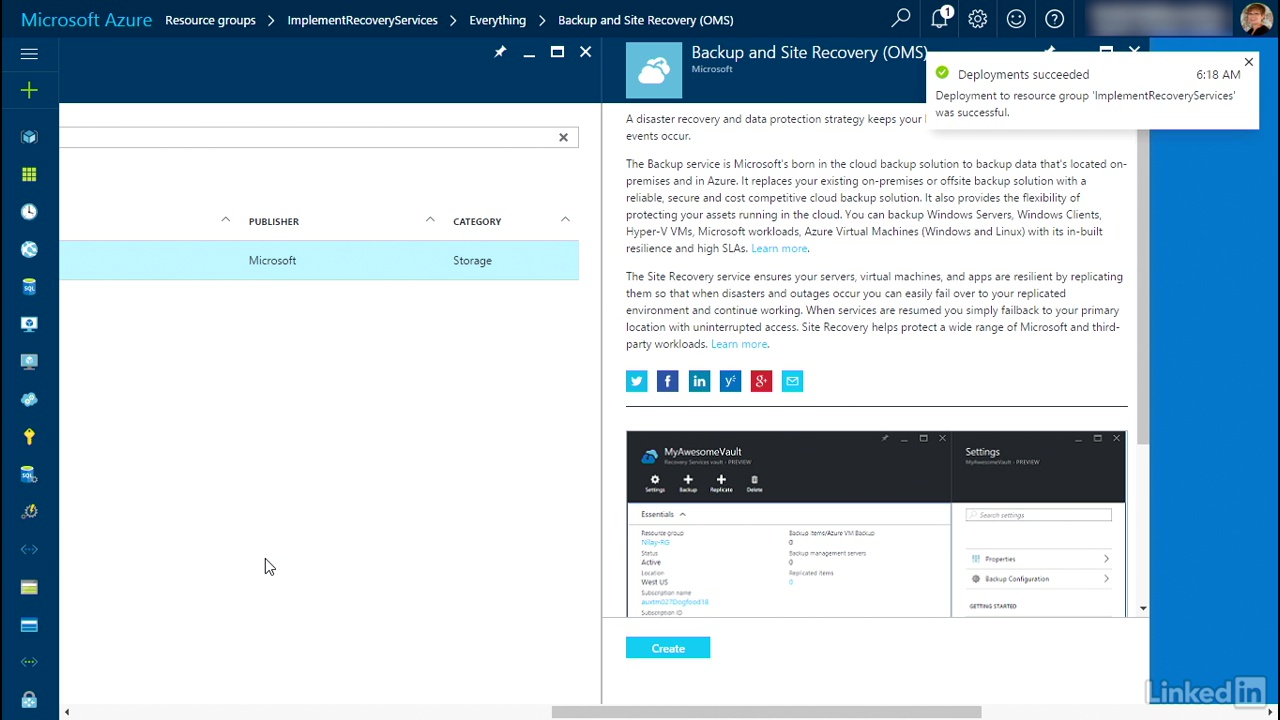 Microsoft Azure
Resource groups > ImplementRecoveryServices > Everything > Backup and Site Recovery (OMS)
1
Backup and Site Recovery (OMS)
Microsoft
Deployments succeeded 6:18 AM
Deployment to resource group 'ImplementRecoveryServices'
was successful.
A disaster recovery and data protection strategy keeps your
events occur.
The Backup service is Microsoft's born in the cloud backup solution to backup data that's located on-
premises and in Azure. It replaces your existing on-premises or offsite backup solution with a
reliable, secure and cost competitive cloud backup solution. It also provides the flexibility of
protecting your assets running in the cloud. You can backup Windows Servers, Windows Clients,
Hyper-V VMs, Microsoft workloads, Azure Virtual Machines (Windows and Linux) with its in-built
resilience and high SLAs. Learn more.
PUBLISHER CATEGORY
Microsoft Storage
The Site Recovery service ensures your servers, virtual machines, and apps are resilient by replicating
them so that when disasters and outages occur you can easily fail over to your replicated
environment and continue working. When services are resumed you simply failback to your primary
location with uninterrupted access. Site Recovery helps protect a wide range of Microsoft and third-
party workloads. Learn more.
MyAwesomeVault
Recovery Services vault - PREVIEW
Settings Backup Replicate Delete
Settings
MyAwesomeVault - PREVIEW
Essentials
Search settings
Resource group
Nilay-RG
Status
Active
Location
West US
Subscription name
auxtm027Dogfood18
Subscription ID
Backup items/Azure VM Backup
0
Backup management servers
0
Replicated items
0
Properties
Backup Configuration
GETTING STARTED
Create
SQL
SQL
LinkedIn